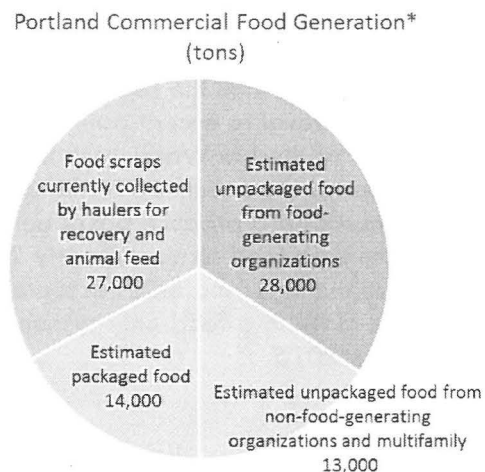 Portland Commercial Food Generation*
(tons)
Food scraps
currently collected
by haulers for
recovery and
animal feed
27,000
Estimated
unpackaged food
from food-
generating
organizations
28,000
Estimated
packaged food
14,000
Estimated unpackaged food from
non-food-generating
organizations and multifamily
13,000